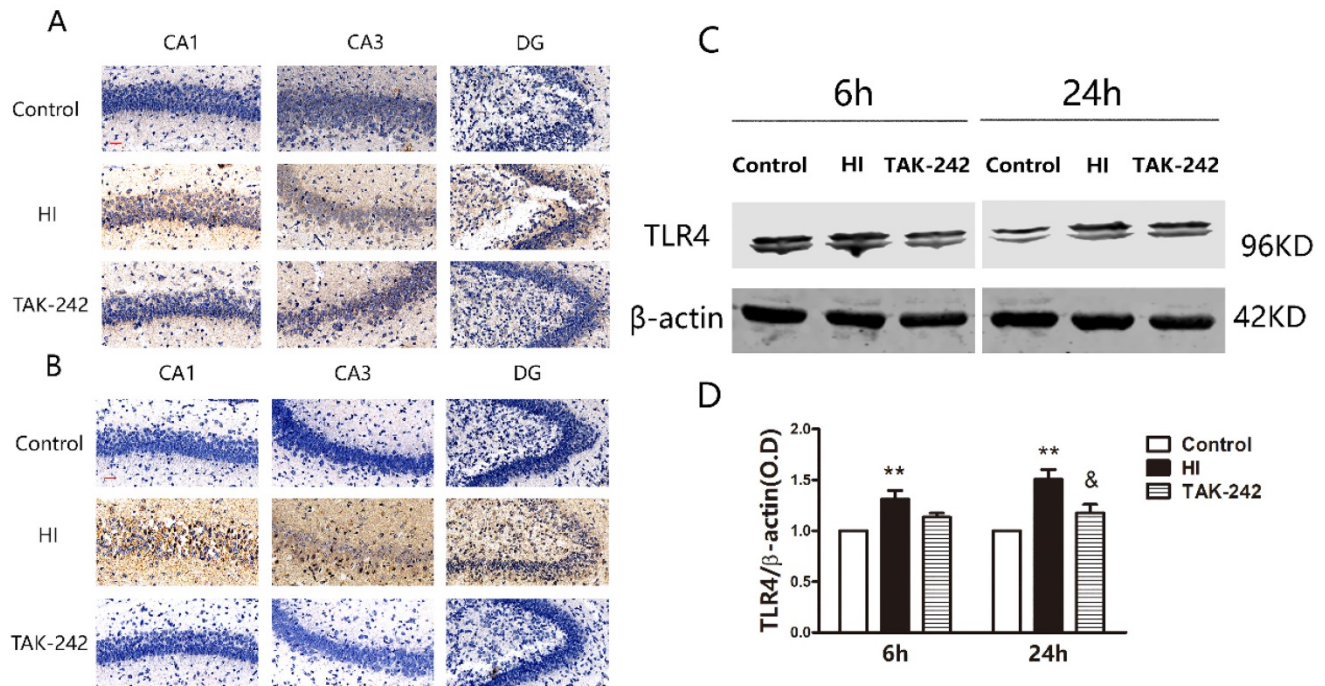 A
CA1 CA3 DG
Control
HI
TAK-242
B
CA1 CA3 DG
Control
HI
TAK-242
C
6h 24h
Control HI TAK-242 Control HI TAK-242
TLR4 96KD
β-actin 42KD
D
TLR4/β-actin(O.D)
2.0
1.5
1.0
0.5
0.0
** ** &
6h 24h
Control
HI
TAK-242